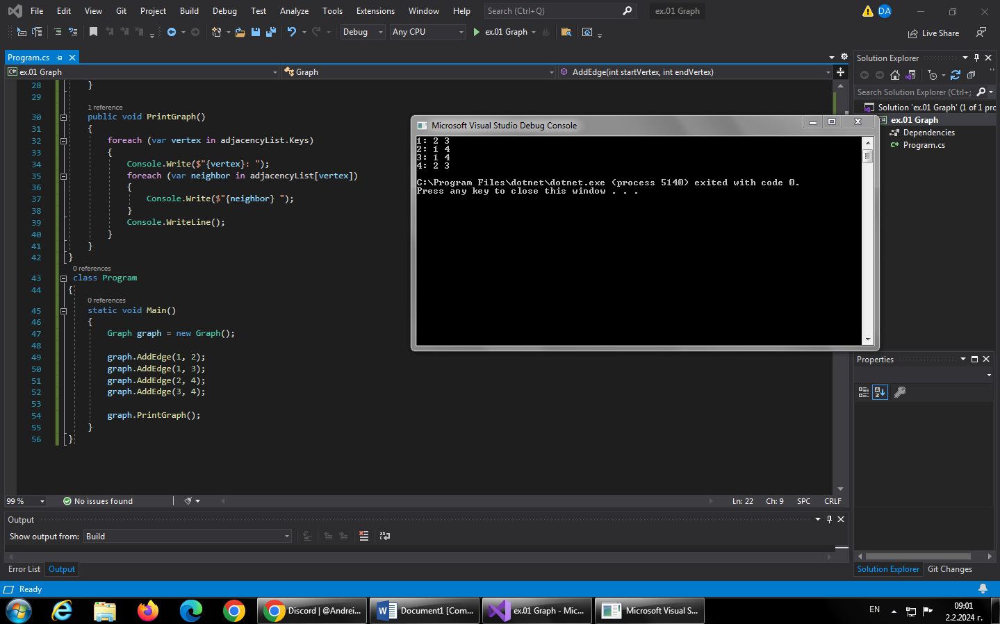 File Edit View Git Project Build Debug Test Analyze Tools Extensions Window Help Search (Ctrl+Q) ex.01 Graph DA
Debug Any CPU ex.01 Graph Live Share
Program.cs
ex.01 Graph Graph AddEdge(int startVertex, int endVertex)
28 }
29
1 reference
30 public void PrintGraph()
31 {
32 foreach (var vertex in adjacencyList.Keys)
33 {
34 Console.Write($"{vertex}: ");
35 foreach (var neighbor in adjacencyList[vertex])
36 {
37 Console.Write($"{neighbor} ");
38 }
39 Console.WriteLine();
40 }
41 }
42 }
0 references
43 class Program
44 {
0 references
45 static void Main()
46 {
47 Graph graph = new Graph();
48
49 graph.AddEdge(1, 2);
50 graph.AddEdge(1, 3);
51 graph.AddEdge(2, 4);
52 graph.AddEdge(3, 4);
53
54 graph.PrintGraph();
55 }
56 }
Microsoft Visual Studio Debug Console
1: 2 3
2: 1 4
3: 1 4
4: 2 3
C:\Program Files\dotnet\dotnet.exe (process 5140) exited with code 0.
Press any key to close this window . . .
Solution Explorer
Search Solution Explorer (Ctrl+;
Solution 'ex.01 Graph' (1 of 1 pro
ex.01 Graph
Dependencies
C# Program.cs
Properties
99 % No issues found Ln: 22 Ch: 9 SPC CRLF
Output
Show output from: Build
Error List Output
Solution Explorer Git Changes
Ready
Discord | @Andrei... Document1 [Com... ex.01 Graph - Mic... Microsoft Visual S... EN 09:01
2.2.2024 г.